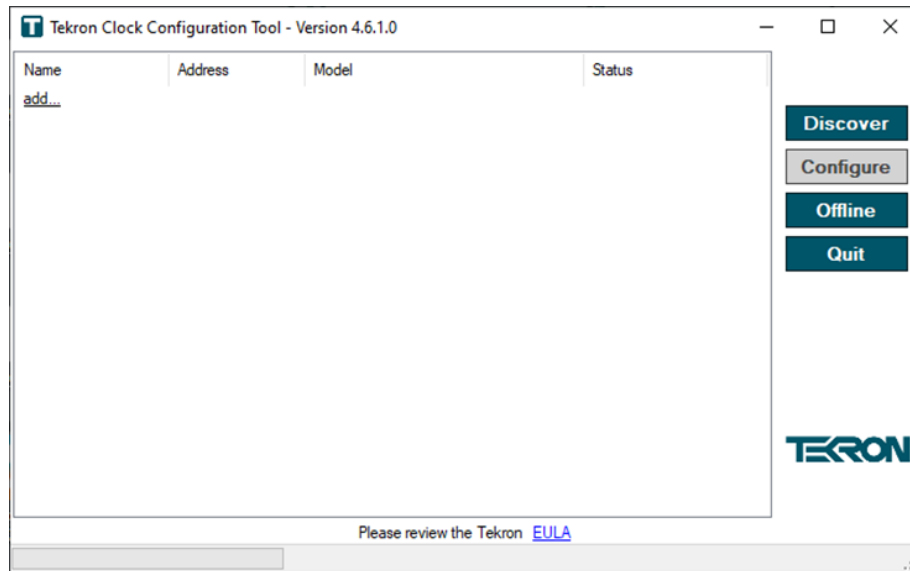 Tekron Clock Configuration Tool - Version 4.6.1.0
Name Address Model Status
add...
Discover
Configure
Offline
Quit
TEKRON
Please review the Tekron EULA